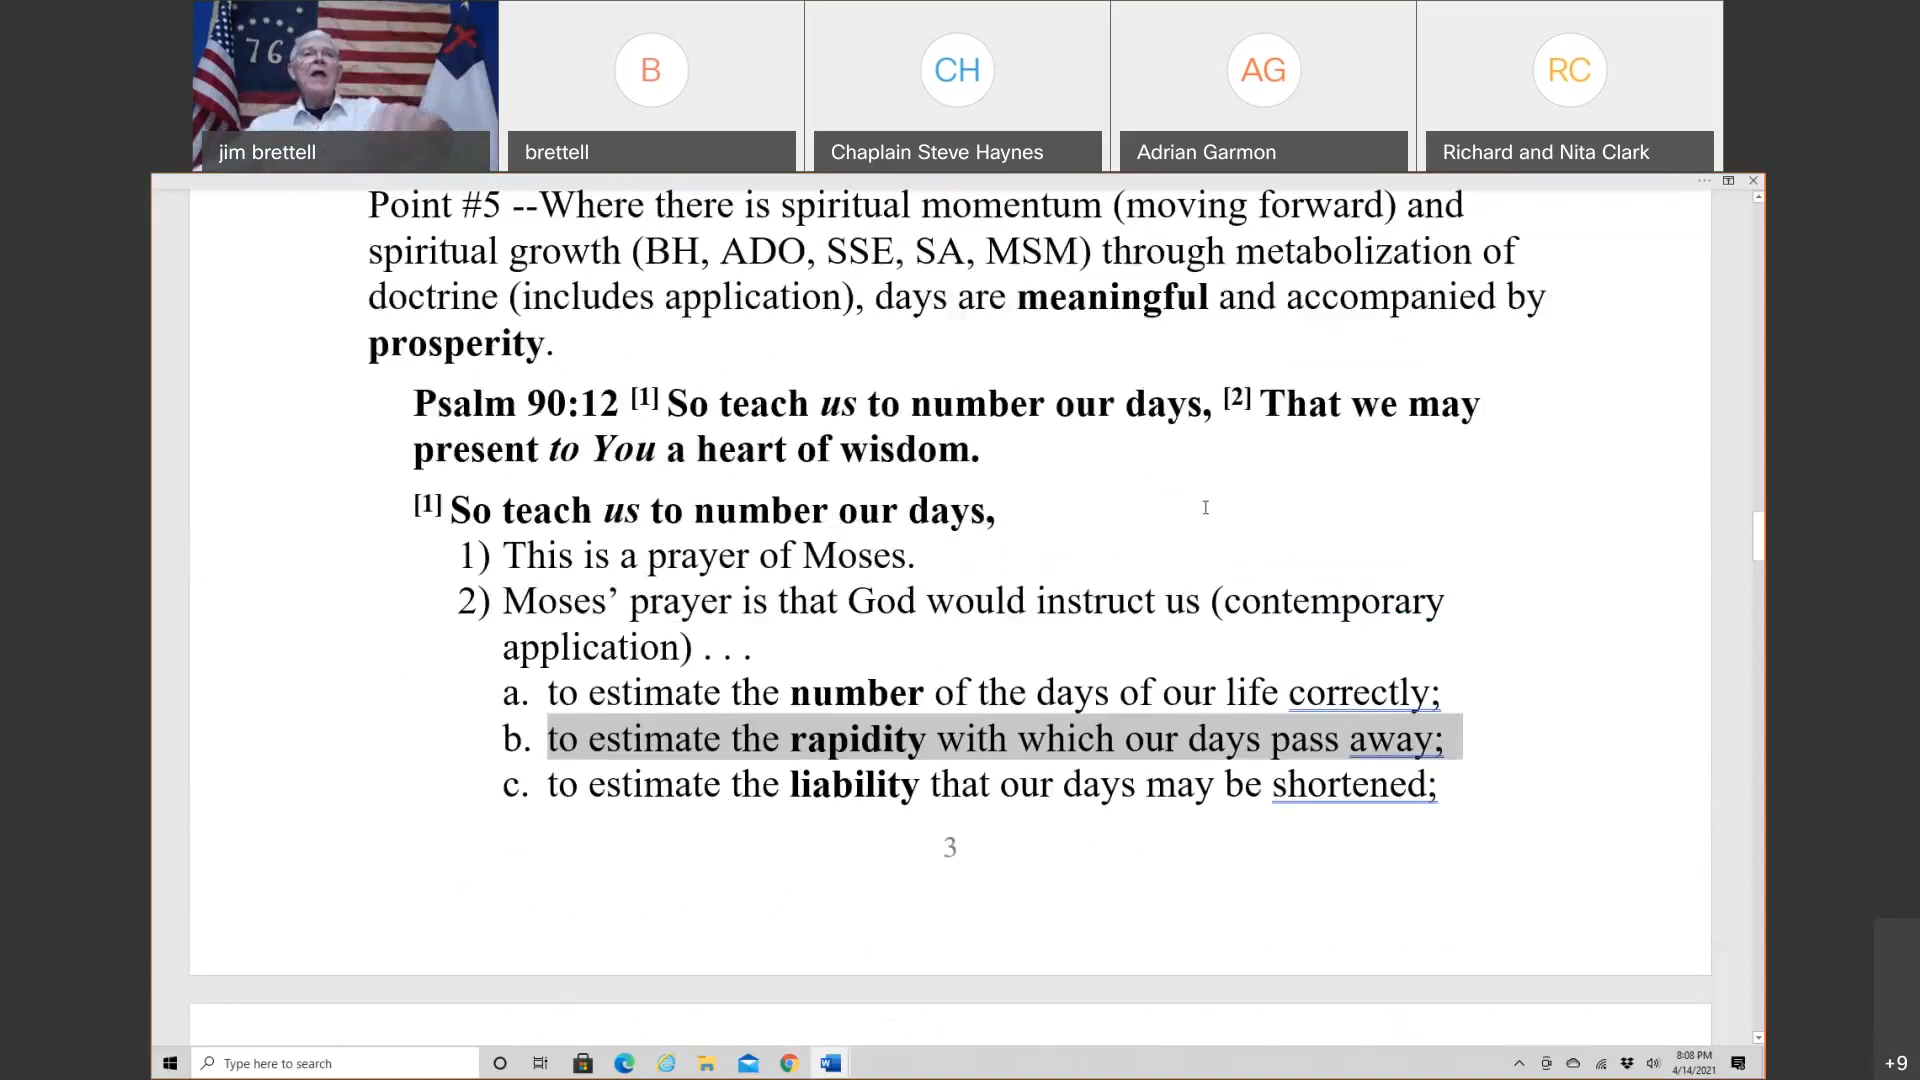 76
B
CH
AG
RC
jim brettell
brettell
Chaplain Steve Haynes
Adrian Garmon
Richard and Nita Clark
Point #5 --Where there is spiritual momentum (moving forward) and
spiritual growth (BH, ADO, SSE, SA, MSM) through metabolization of
doctrine (includes application), days are meaningful and accompanied by
prosperity.
Psalm 90:12 [1] So teach us to number our days, [2] That we may
present to You a heart of wisdom.
[1] So teach us to number our days,
1) This is a prayer of Moses.
2) Moses’ prayer is that God would instruct us (contemporary
application) . . .
a. to estimate the number of the days of our life correctly;
b. to estimate the rapidity with which our days pass away;
c. to estimate the liability that our days may be shortened;
3
Type here to search
8:08 PM
4/14/2021
+9